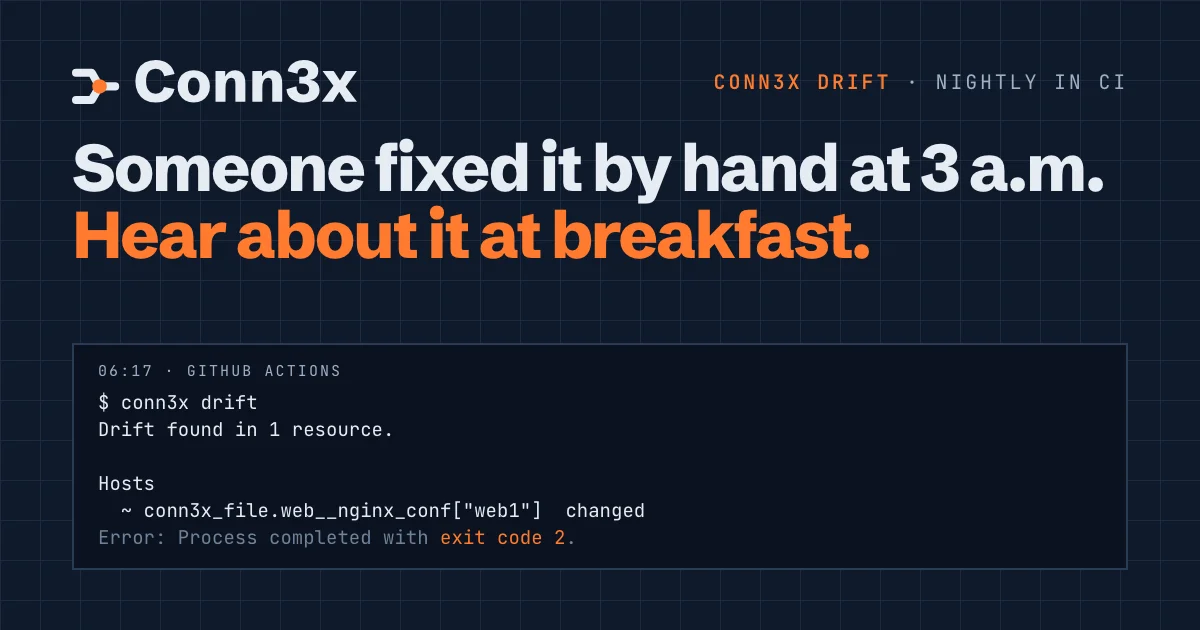 Conn3x
CONN3X DRIFT · NIGHTLY IN CI
Someone fixed it by hand at 3 a.m.
Hear about it at breakfast.
06:17 · GITHUB ACTIONS
$ conn3x drift
Drift found in 1 resource.
Hosts
~ conn3x_file.web__nginx_conf["web1"]  changed
Error: Process completed with exit code 2.